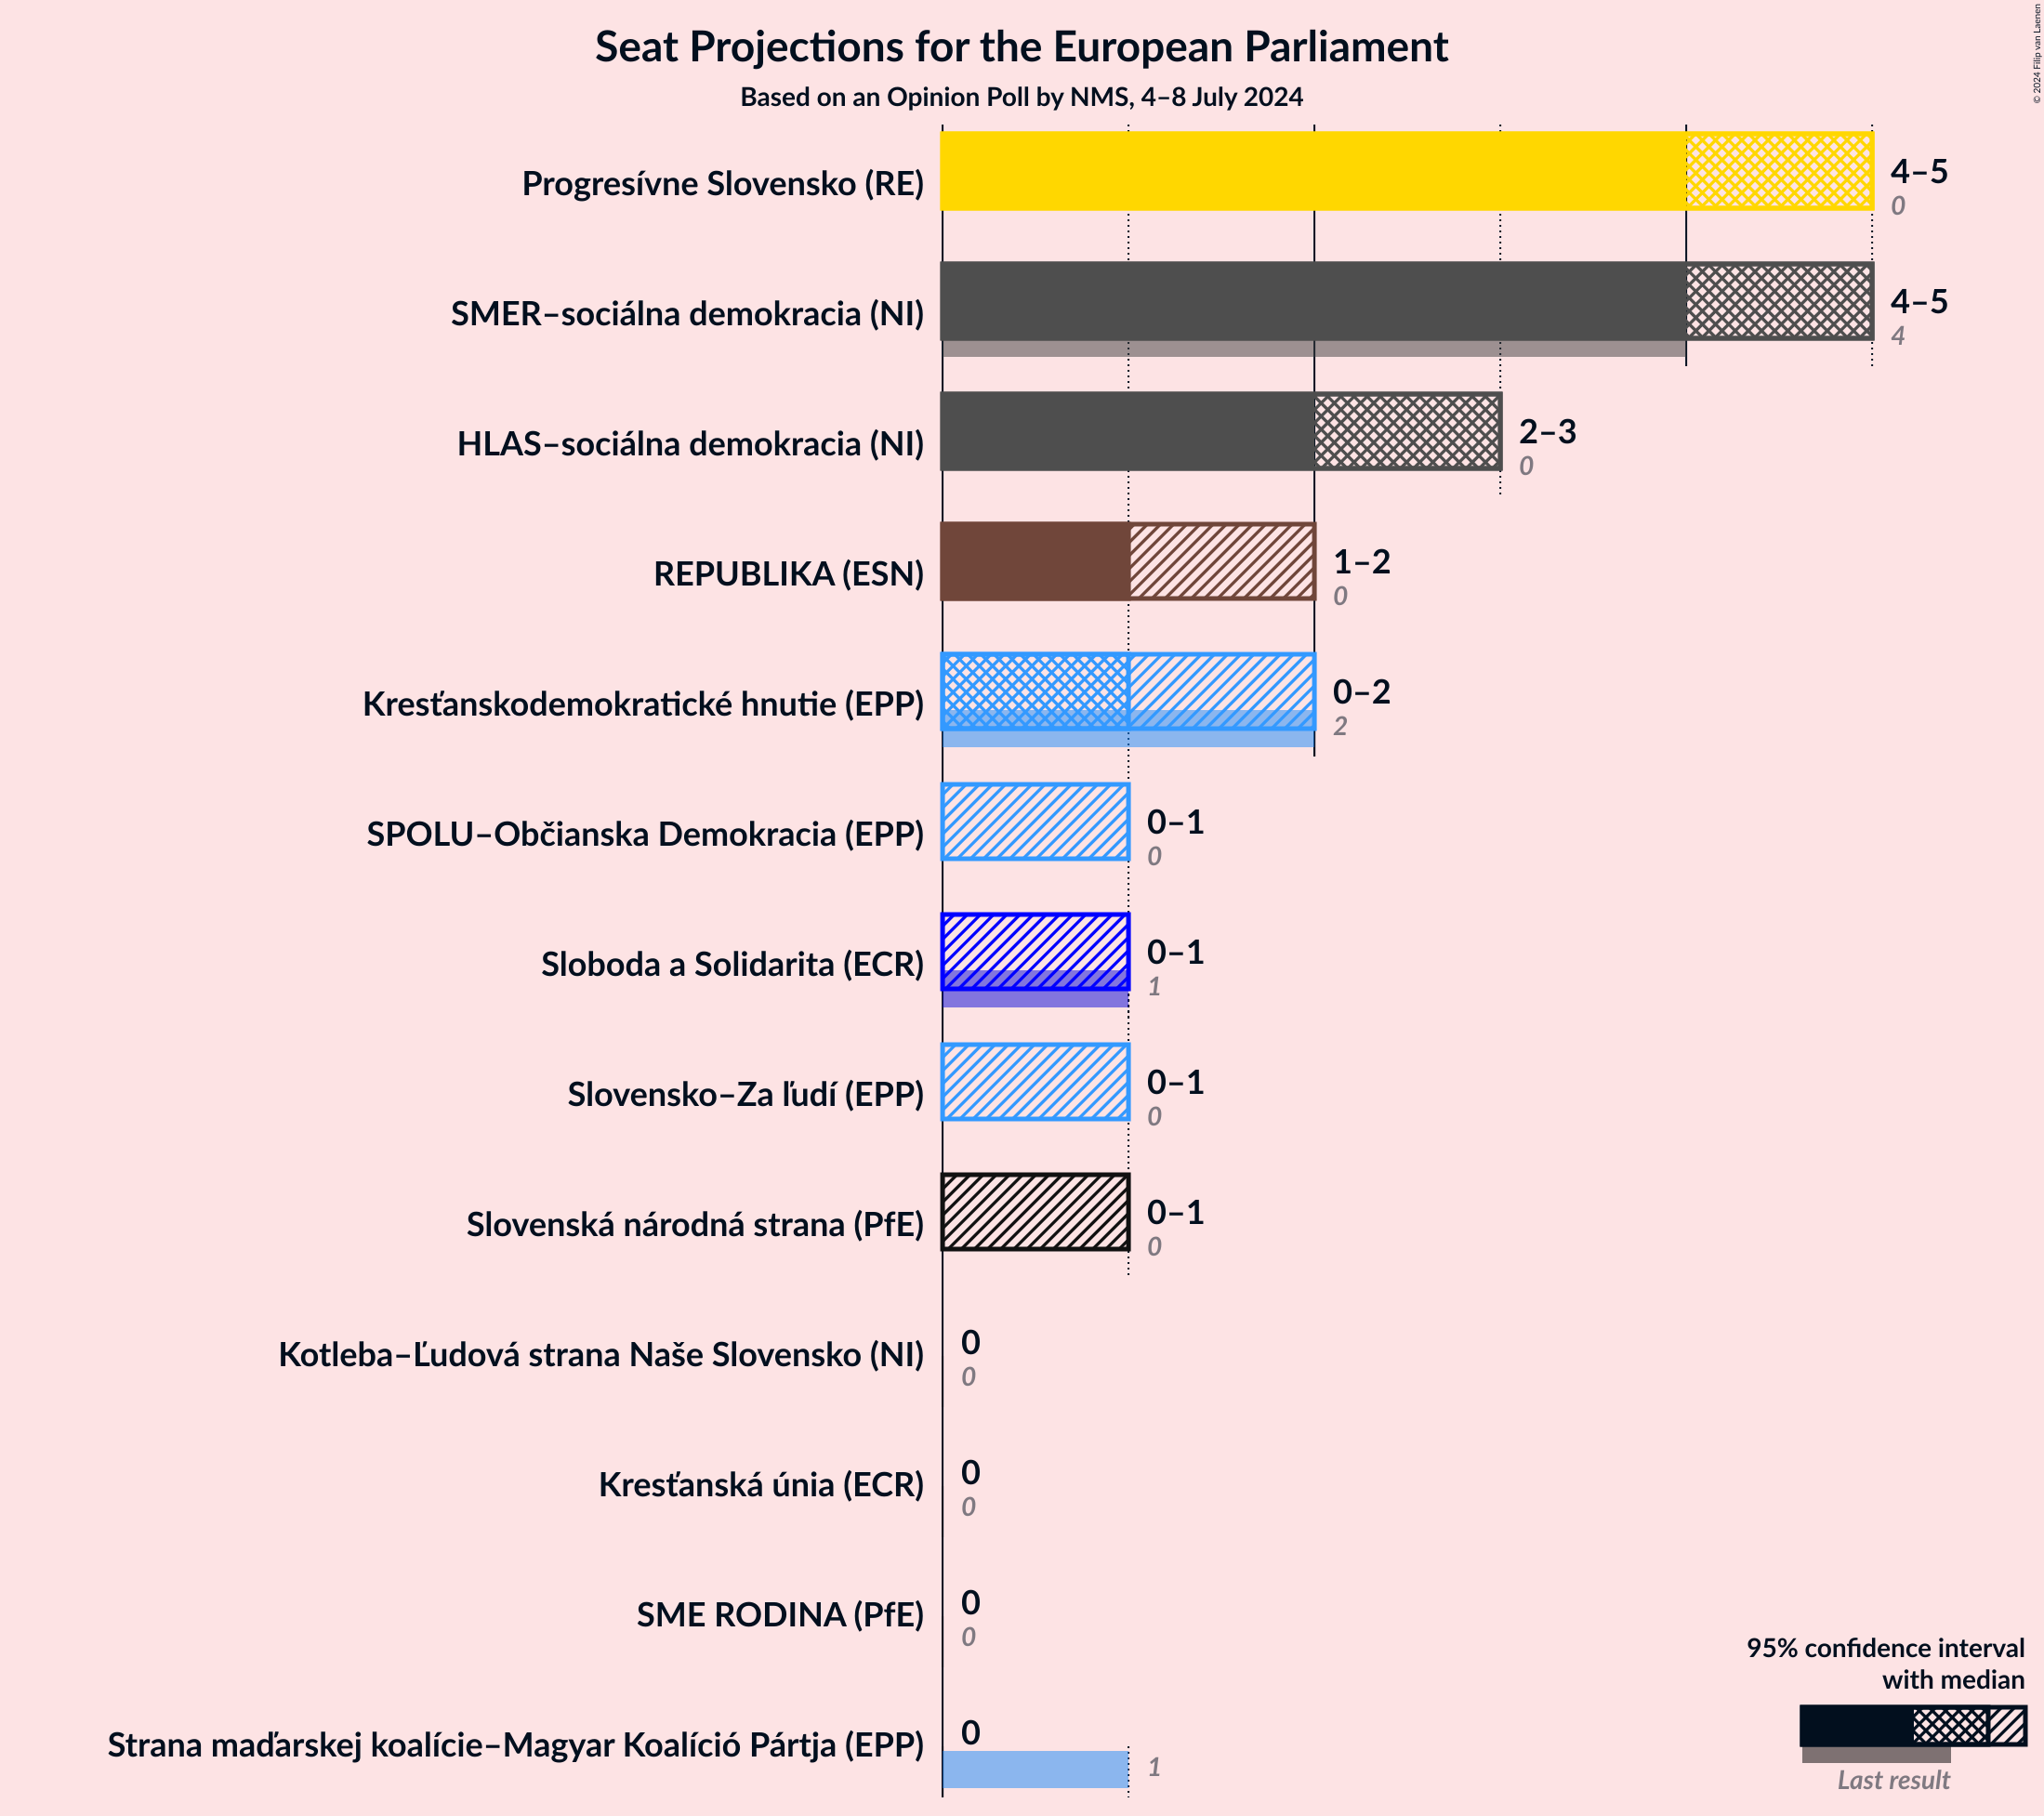 Seat Projections for the European Parliament
Based on an Opinion Poll by NMS, 4–8 July 2024
© 2024 Filip van Laenen
Progresívne Slovensko (RE)
4–5
0
SMER–sociálna demokracia (NI)
4–5
4
HLAS–sociálna demokracia (NI)
2–3
0
REPUBLIKA (ESN)
1–2
0
Kresťanskodemokratické hnutie (EPP)
0–2
2
SPOLU–Občianska Demokracia (EPP)
0–1
0
Sloboda a Solidarita (ECR)
0–1
1
Slovensko–Za ľudí (EPP)
0–1
0
Slovenská národná strana (PfE)
0–1
0
Kotleba–Ľudová strana Naše Slovensko (NI)
0
0
Kresťanská únia (ECR)
0
0
SME RODINA (PfE)
0
0
Strana maďarskej koalície–Magyar Koalíció Pártja (EPP)
0
1
95% confidence interval
with median
Last result